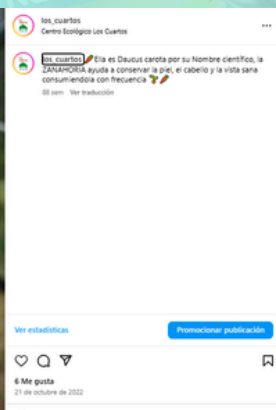 los_cuartos
Centro Ecológico Los Cuartos
los_cuartos 🥕Ella es Daucus carota por su Nombre científico, la
ZANAHORIA ayuda a conservar la piel, el cabello y la vista sana
consumiendola con frecuencia
88 sem Ver traducción
Ver estadísticas
Promocionar publicación
6 Me gusta
21 de octubre de 2022